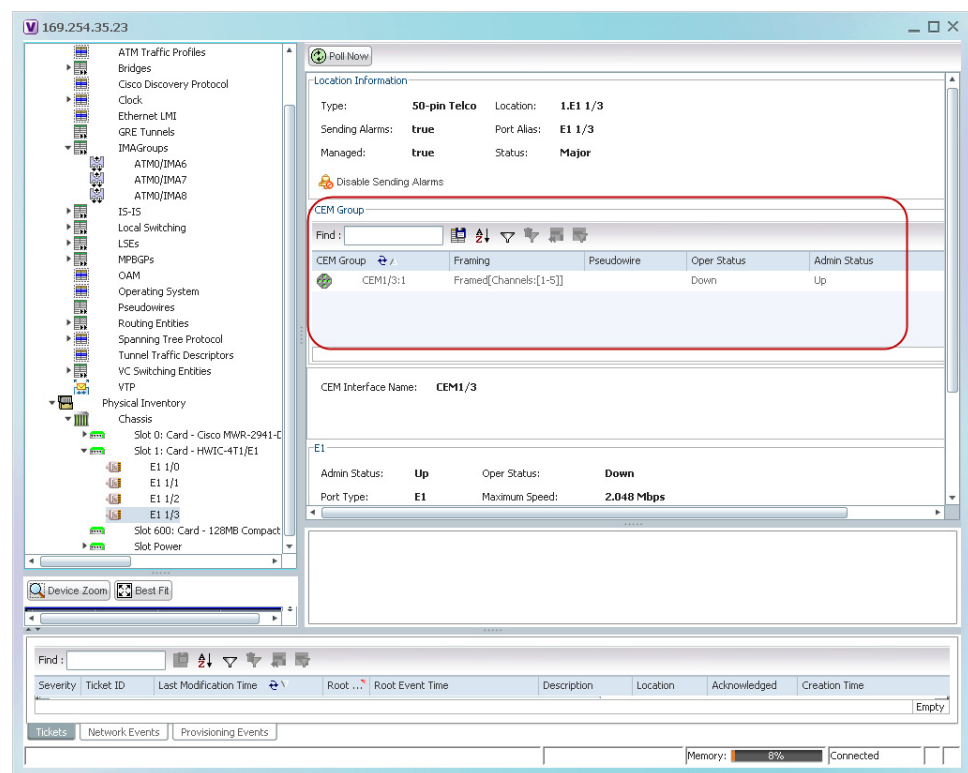 169.254.35.23
ATM Traffic Profiles
Bridges
Cisco Discovery Protocol
Clock
Ethernet LMI
GRE Tunnels
IMAGroups
ATM0/IMA6
ATM0/IMA7
ATM0/IMA8
IS-IS
Local Switching
LSEs
MPBGPs
OAM
Operating System
Pseudowires
Routing Entities
Spanning Tree Protocol
Tunnel Traffic Descriptors
VC Switching Entities
VTP
Physical Inventory
Chassis
Slot 0: Card - Cisco MWR-2941-D
Slot 1: Card - HWIC-4T1/E1
E1 1/0
E1 1/1
E1 1/2
E1 1/3
Slot 600: Card - 128MB Compact
Slot Power
Device Zoom Best Fit
Poll Now
Location Information
Type: 50-pin Telco Location: 1.E1 1/3
Sending Alarms: true Port Alias: E1 1/3
Managed: true Status: Major
Disable Sending Alarms
CEM Group
Find :
CEM Group Framing Pseudowire Oper Status Admin Status
CEM1/3:1 Framed[Channels:[1-5]] Down Up
CEM Interface Name: CEM1/3
E1
Admin Status: Up Oper Status: Down
Port Type: E1 Maximum Speed: 2.048 Mbps
Find :
Severity Ticket ID Last Modification Time Root ... Root Event Time Description Location Acknowledged Creation Time
Empty
Tickets Network Events Provisioning Events
Memory: 8% Connected